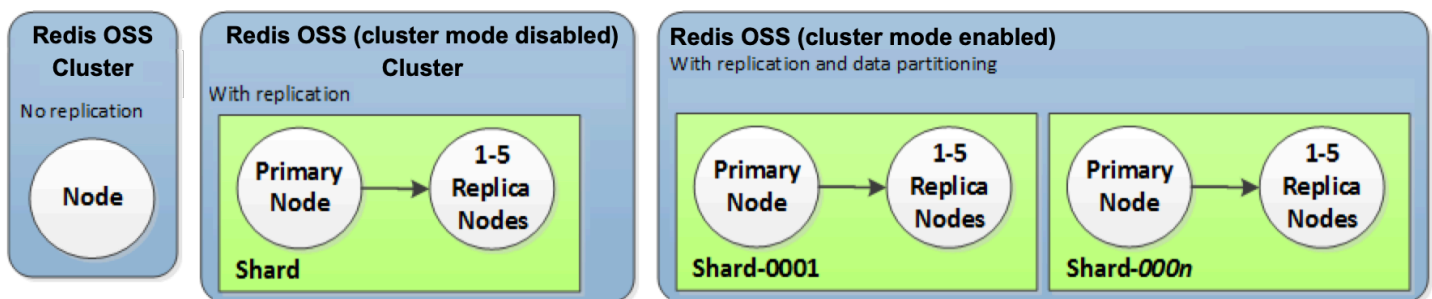 Redis OSS
Cluster
No replication
Node
Redis OSS (cluster mode disabled)
Cluster
With replication
Primary
Node
1-5
Replica
Nodes
Shard
Redis OSS (cluster mode enabled)
With replication and data partitioning
Primary
Node
1-5
Replica
Nodes
Shard-0001
Primary
Node
1-5
Replica
Nodes
Shard-000n